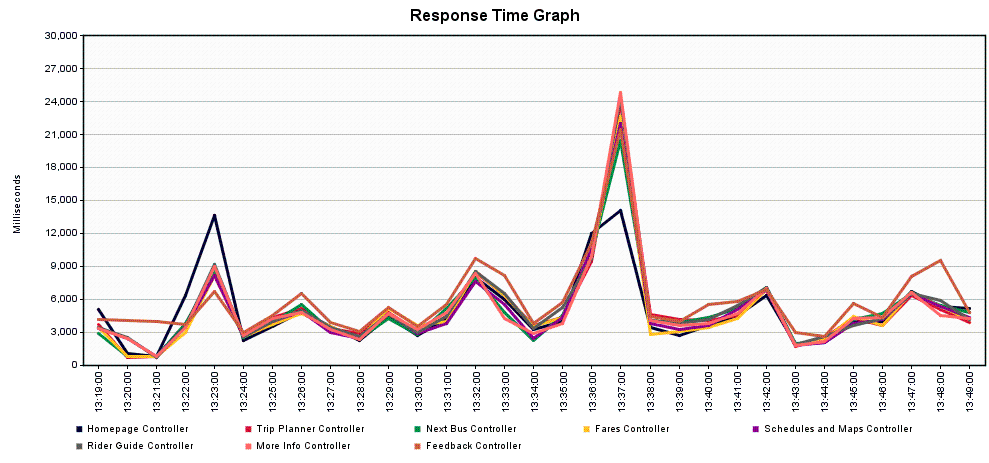 Response Time Graph
30,000
27,000
24,000
21,000
18,000
15,000
12,000
9,000
6,000
3,000
0
Milliseconds
13:19:00 13:20:00 13:21:00 13:22:00 13:23:00 13:24:00 13:25:00 13:26:00 13:27:00 13:28:00 13:29:00 13:30:00 13:31:00 13:32:00 13:33:00 13:34:00 13:35:00 13:36:00 13:37:00 13:38:00 13:39:00 13:40:00 13:41:00 13:42:00 13:43:00 13:44:00 13:45:00 13:46:00 13:47:00 13:48:00 13:49:00
Homepage Controller Trip Planner Controller Next Bus Controller Fares Controller Schedules and Maps Controller
Rider Guide Controller More Info Controller Feedback Controller